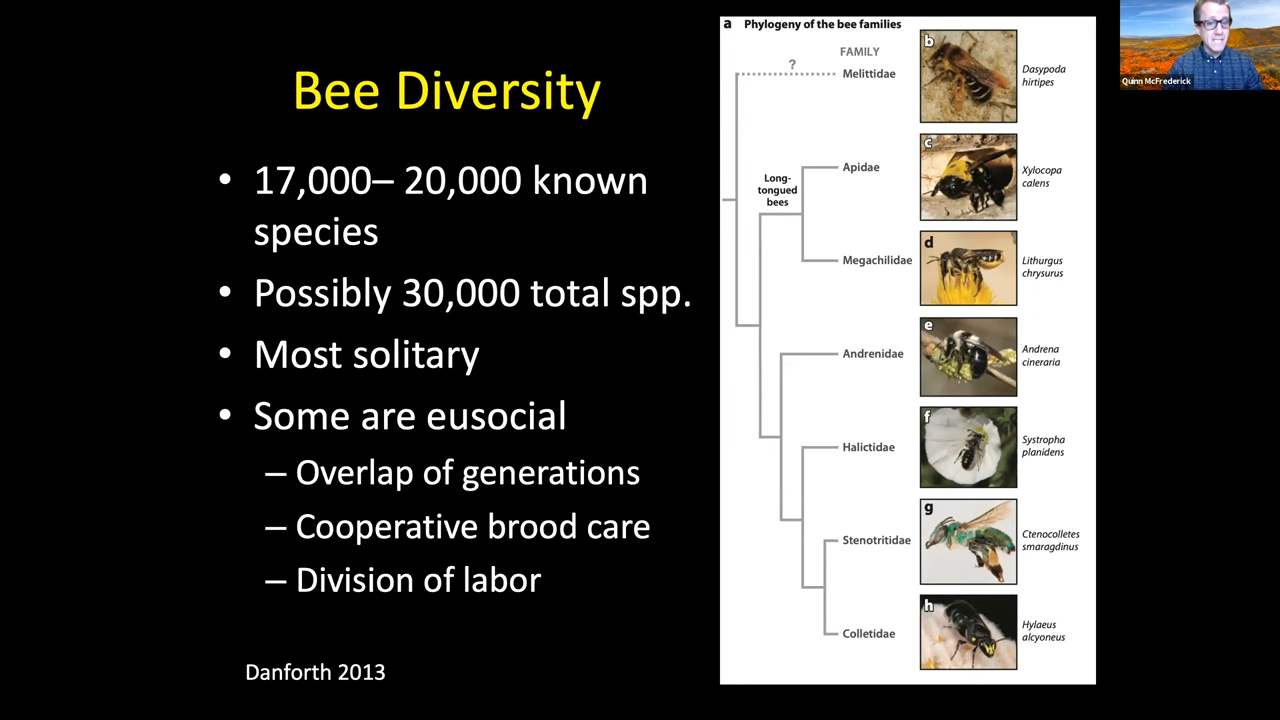 Bee Diversity
• 17,000– 20,000 known
species
• Possibly 30,000 total spp.
• Most solitary
• Some are eusocial
– Overlap of generations
– Cooperative brood care
– Division of labor
Danforth 2013
a Phylogeny of the bee families
FAMILY
?
Melittidae
b
Dasypoda
hirtipes
Long-
tongued
bees
Apidae
c
Xylocopa
calens
Megachilidae
d
Lithurgus
chrysurus
Andrenidae
e
Andrena
cineraria
Halictidae
f
Systropha
planidens
Stenotritidae
g
Ctenocolletes
smaragdinus
Colletidae
h
Hylaeus
alcyoneus
Quinn McFrederick